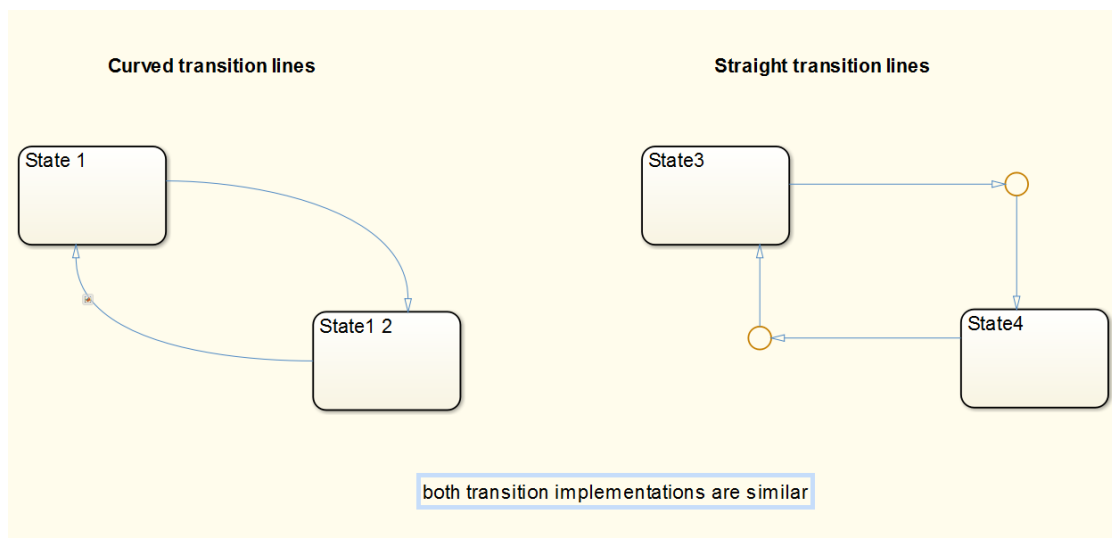 Curved transition lines
Straight transition lines
State 1
State3
State1 2
State4
both transition implementations are similar